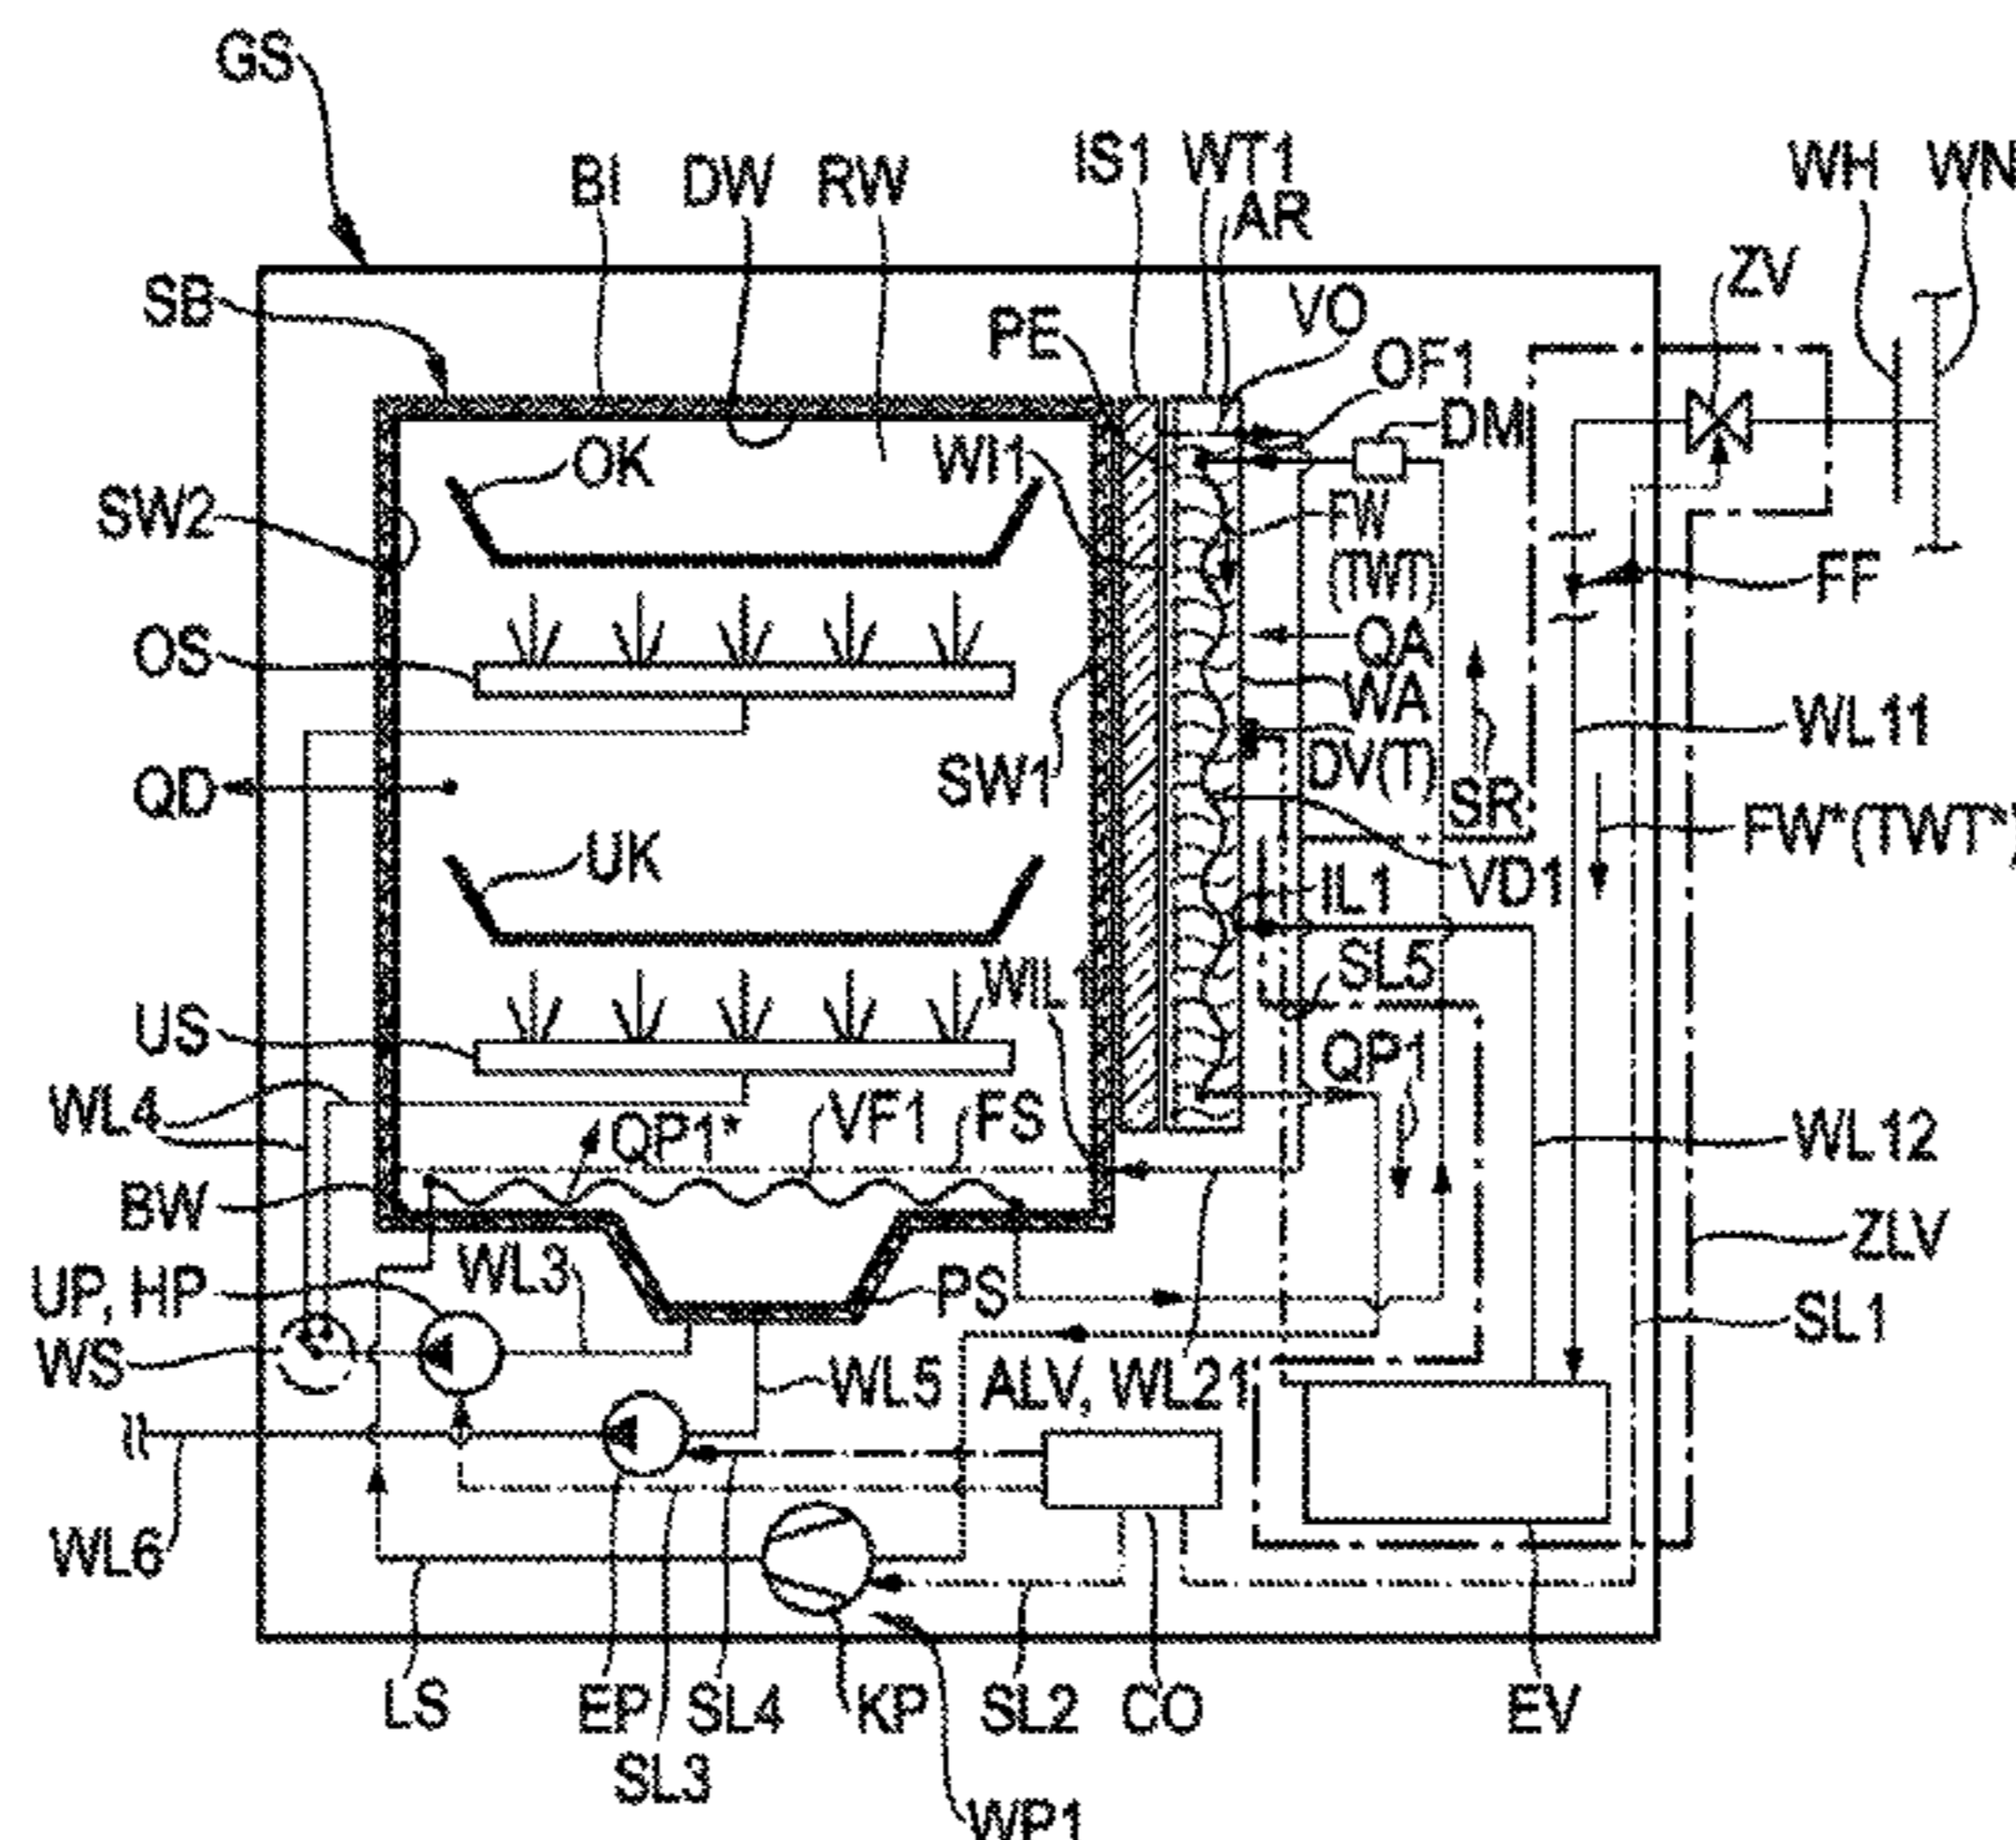 GS
BI DW RW IS1 WT1 WH WN
AR
ZV
SB PE VO
OF1
OK WI1 DM
SW2 FW
(TWT) FF
OS QA
WA WL11
QD SW1 DV(T) SR
FW*(TWT*)
UK IL1 VD1
WIL1 SL5
US QP1
WL4 QP1* VF1 FS WL12
BW ZLV
UP, HP WL3 PS
WS WL5 ALV, WL21 SL1
WL6
LS EP SL4 KP SL2 CO EV
SL3
WP1